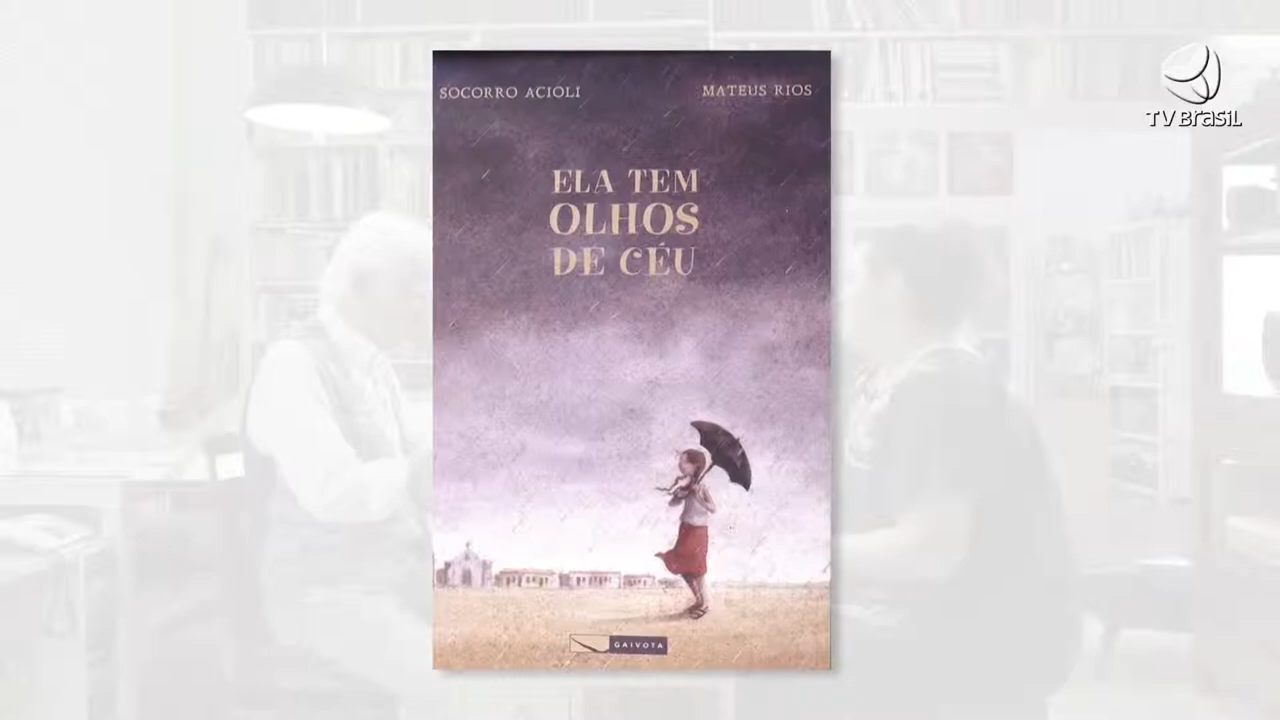 SOCORRO ACIOLI
MATEUS RIOS
ELA TEM
OLHOS
DE CÉU
GAIVOTA
TV BrasiL